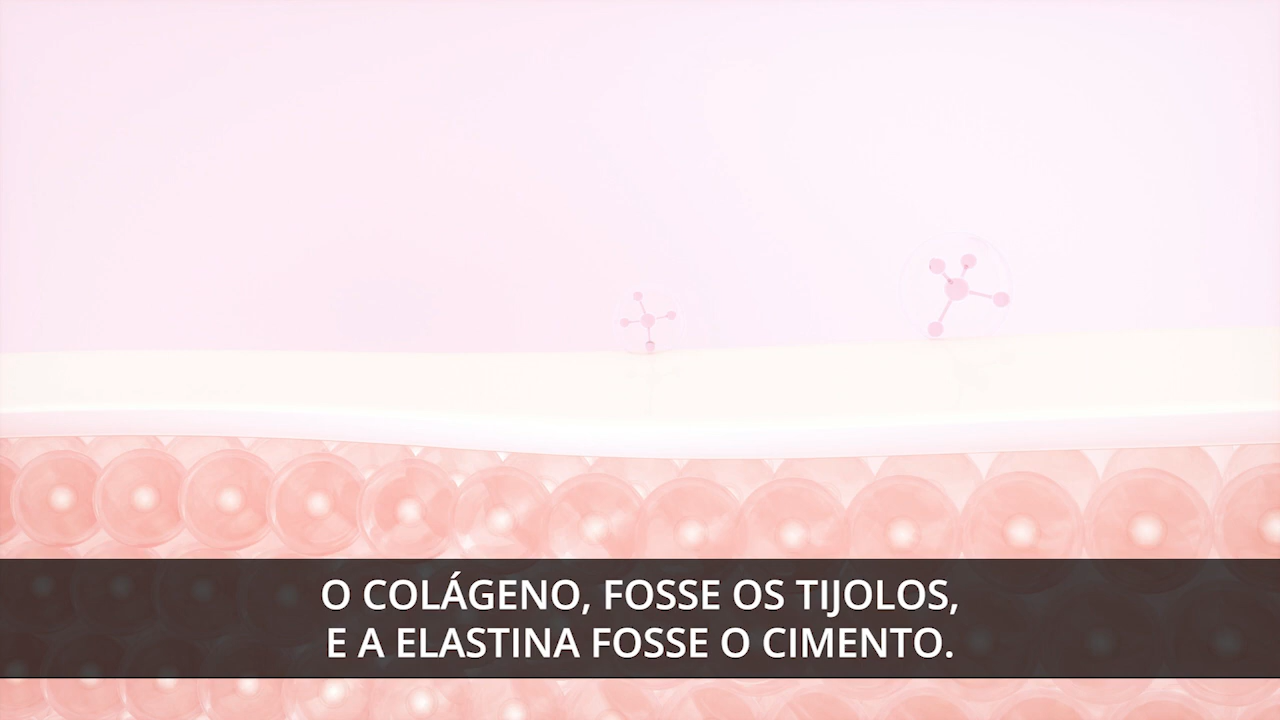 O COLÁGENO, FOSSE OS TIJOLOS,
E A ELASTINA FOSSE O CIMENTO.